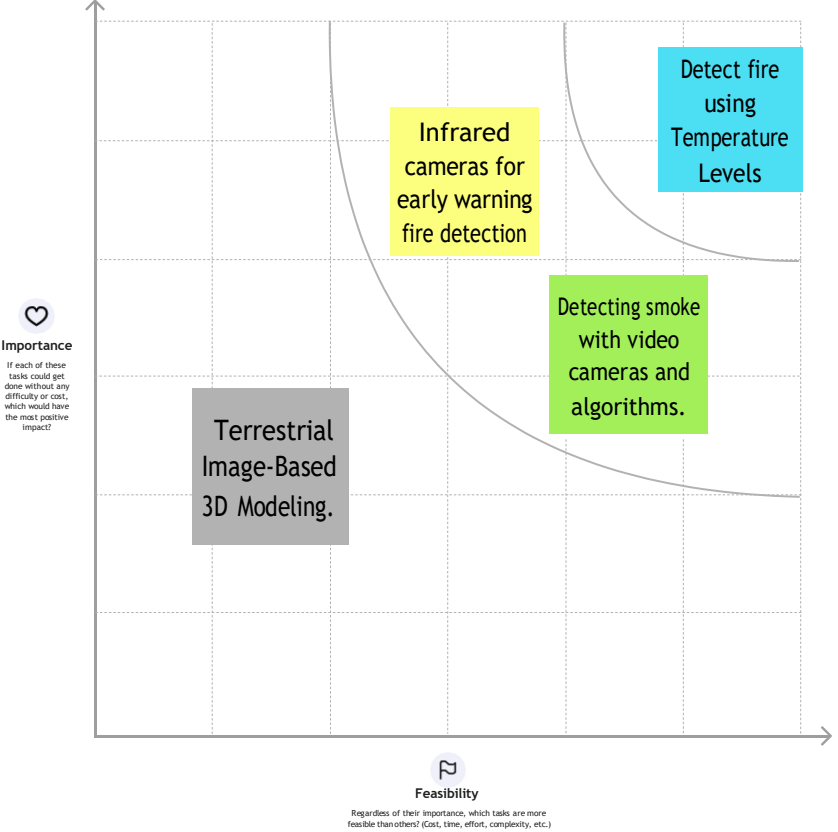 Detect fire
using
Temperature
Levels
Infrared
cameras for
early warning
fire detection
Detecting smoke
with video
cameras and
algorithms.
Importance
If each of these
tasks could get
done without any
difficulty or cost,
which would have
the most positive
impact?
Terrestrial
Image-Based
3D Modeling.
Feasibility
Regardless of their importance, which tasks are more
feasible than others? (Cost, time, effort, complexity, etc.)